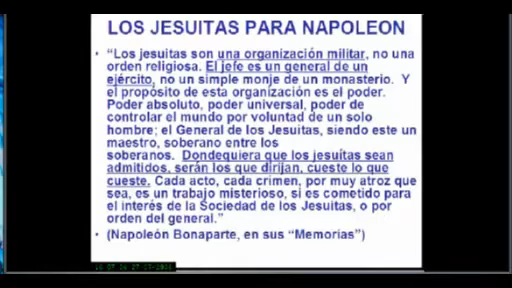 LOS JESUITAS PARA NAPOLEON
• “Los jesuitas son una organización militar, no una
orden religiosa. El jefe es un general de un
ejército, no un simple monje de un monasterio. Y
el propósito de esta organización es el poder.
Poder absoluto, poder universal, poder de
controlar el mundo por voluntad de un solo
hombre; el General de los Jesuitas, siendo este un
maestro, soberano entre los
soberanos. Dondequiera que los jesuítas sean
admitidos, serán los que dirijan, cueste lo que
cueste. Cada acto, cada crimen, por muy atroz que
sea, es un trabajo misterioso, si es cometido para
el interés de la Sociedad de los Jesuitas, o por
orden del general.”
• (Napoleón Bonaparte, en sus “Memorias”)